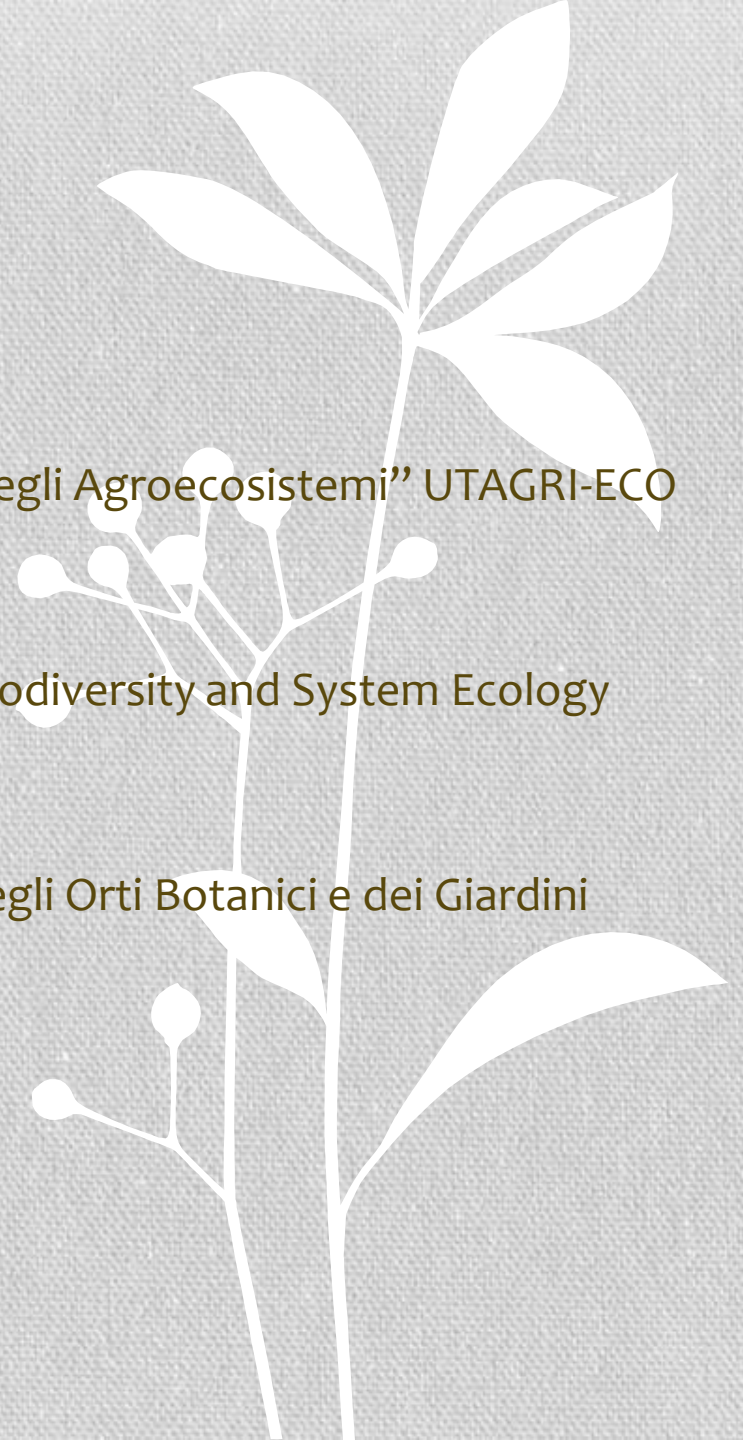 egli Agroecosistemi” UTAGRI-ECO
odiversity and System Ecology
egli Orti Botanici e dei Giardini